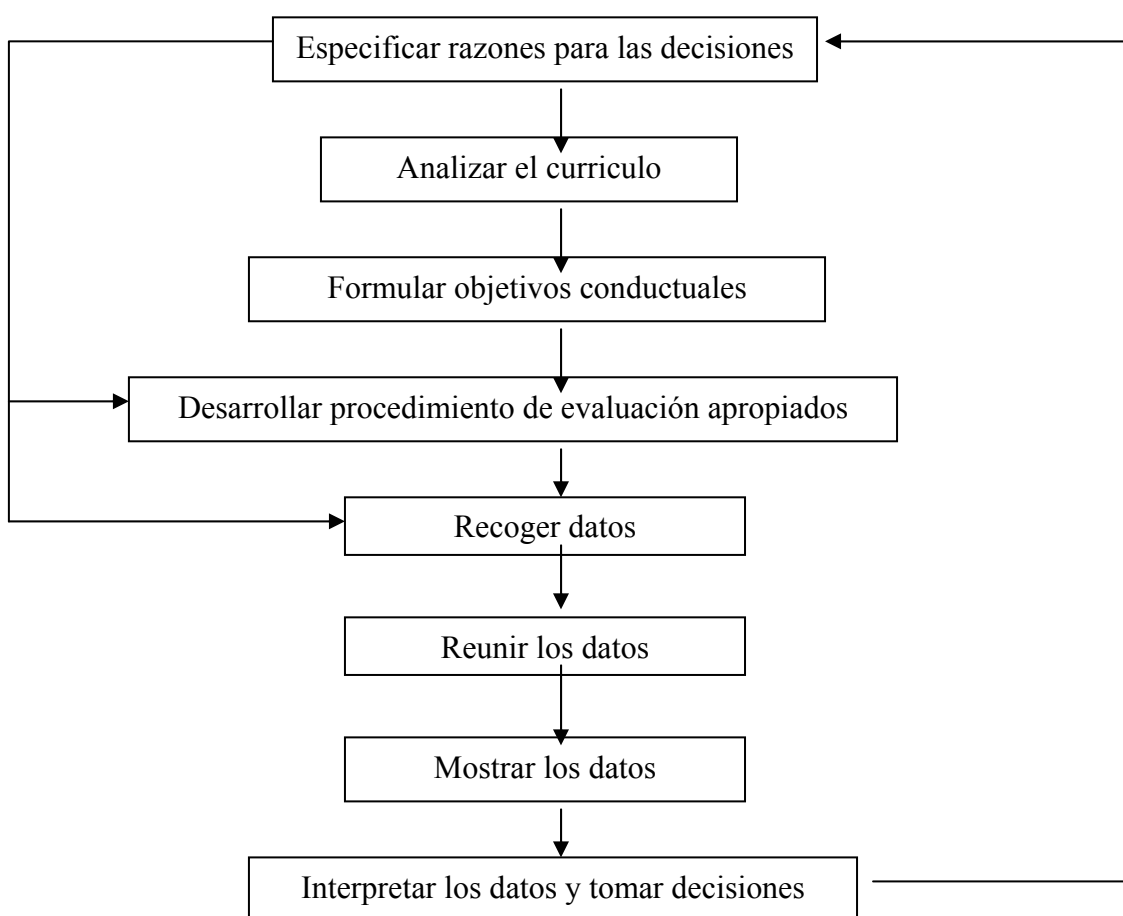 Especificar razones para las decisiones
Analizar el curriculo
Formular objetivos conductuales
Desarrollar procedimiento de evaluación apropiados
Recoger datos
Reunir los datos
Mostrar los datos
Interpretar los datos y tomar decisiones